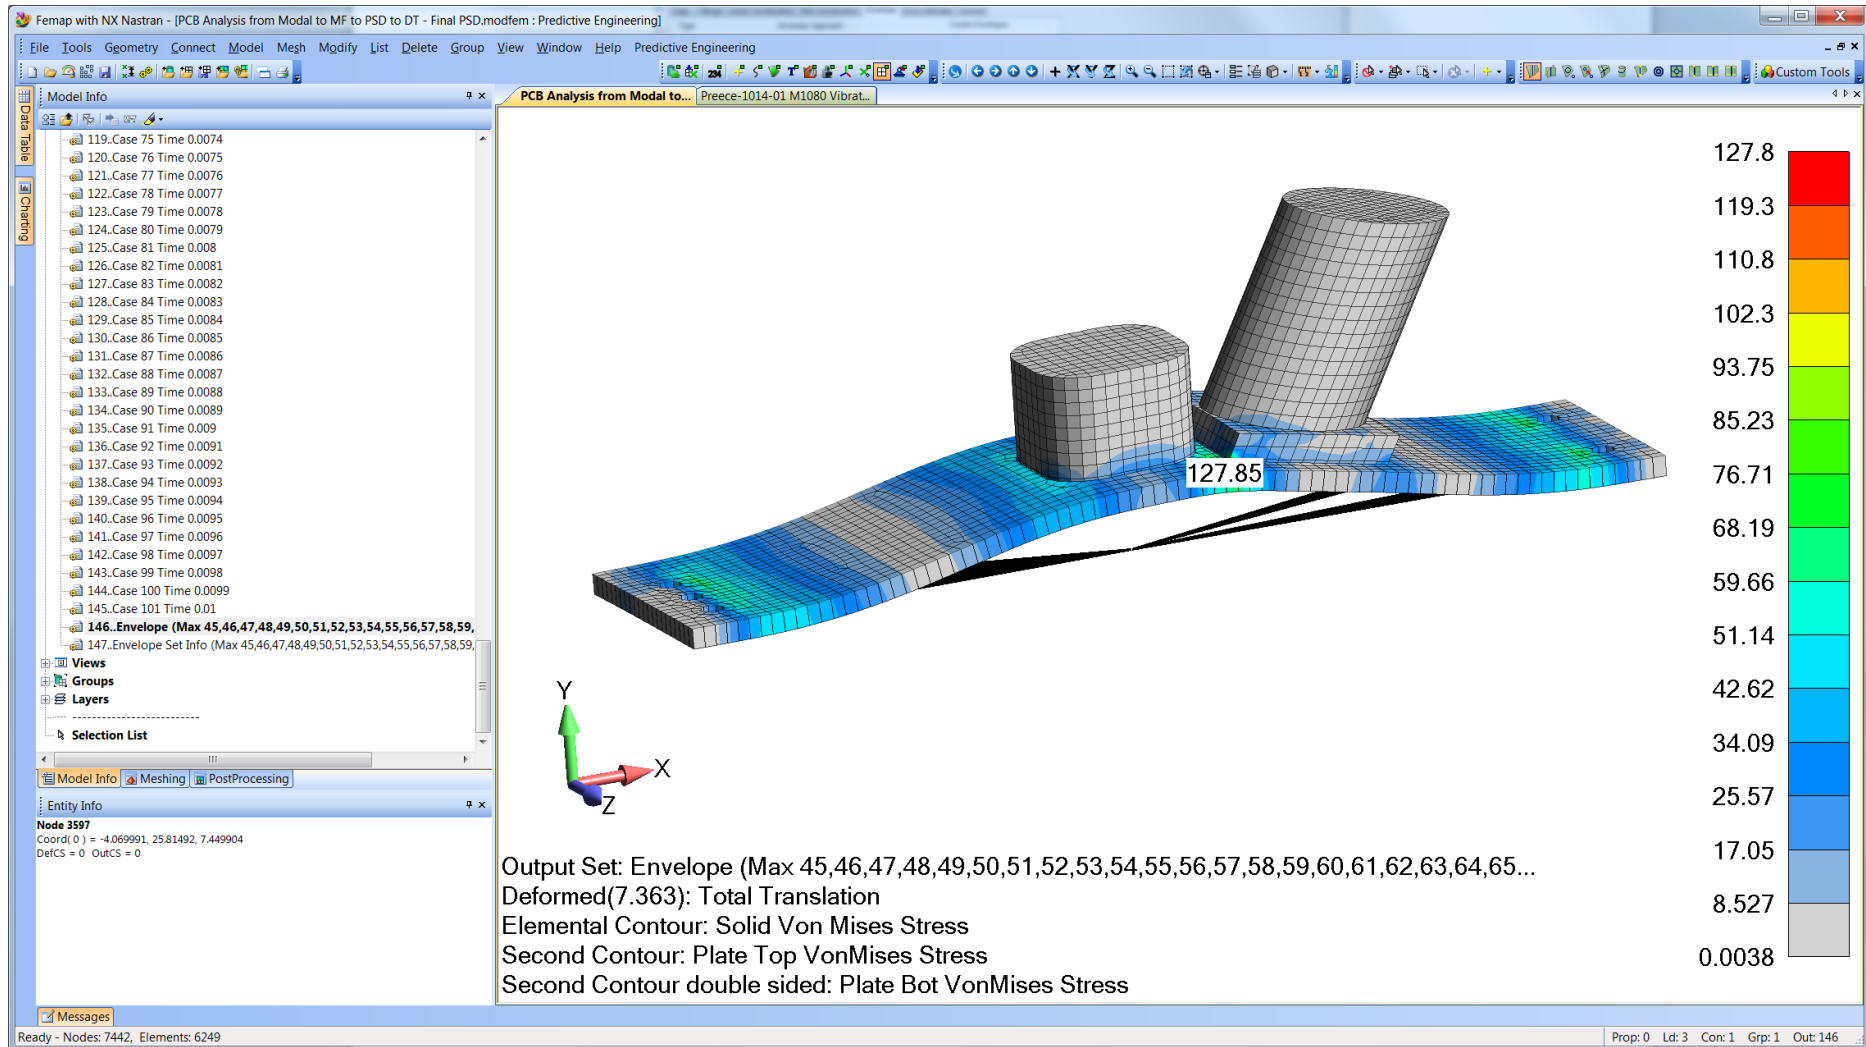 Femap with NX Nastran - [PCB Analysis from Modal to MF to PSD to DT - Final PSD.modfem : Predictive Engineering]
File Tools Geometry Connect Model Mesh Modify List Delete Group View Window Help Predictive Engineering
Custom Tools
Model Info
PCB Analysis from Modal to... Preece-1014-01 M1080 Vibrat...
Data Table
Charting
119..Case 75 Time 0.0074
120..Case 76 Time 0.0075
121..Case 77 Time 0.0076
122..Case 78 Time 0.0077
123..Case 79 Time 0.0078
124..Case 80 Time 0.0079
125..Case 81 Time 0.008
126..Case 82 Time 0.0081
127..Case 83 Time 0.0082
128..Case 84 Time 0.0083
129..Case 85 Time 0.0084
130..Case 86 Time 0.0085
131..Case 87 Time 0.0086
132..Case 88 Time 0.0087
133..Case 89 Time 0.0088
134..Case 90 Time 0.0089
135..Case 91 Time 0.009
136..Case 92 Time 0.0091
137..Case 93 Time 0.0092
138..Case 94 Time 0.0093
139..Case 95 Time 0.0094
140..Case 96 Time 0.0095
141..Case 97 Time 0.0096
142..Case 98 Time 0.0097
143..Case 99 Time 0.0098
144..Case 100 Time 0.0099
145..Case 101 Time 0.01
146..Envelope (Max 45,46,47,48,49,50,51,52,53,54,55,56,57,58,59,
147..Envelope Set Info (Max 45,46,47,48,49,50,51,52,53,54,55,56,57,58,59,
Views
Groups
Layers
Selection List
Model Info Meshing PostProcessing
Entity Info
Node 3597
Coord( 0 ) = -4.069991, 25.81492, 7.449904
DefCS = 0 OutCS = 0
127.85
Y
X
Z
127.8
119.3
110.8
102.3
93.75
85.23
76.71
68.19
59.66
51.14
42.62
34.09
25.57
17.05
8.527
0.0038
Output Set: Envelope (Max 45,46,47,48,49,50,51,52,53,54,55,56,57,58,59,60,61,62,63,64,65...
Deformed(7.363): Total Translation
Elemental Contour: Solid Von Mises Stress
Second Contour: Plate Top VonMises Stress
Second Contour double sided: Plate Bot VonMises Stress
Messages
Ready - Nodes: 7442, Elements: 6249
Prop: 0 Ld: 3 Con: 1 Grp: 1 Out: 146